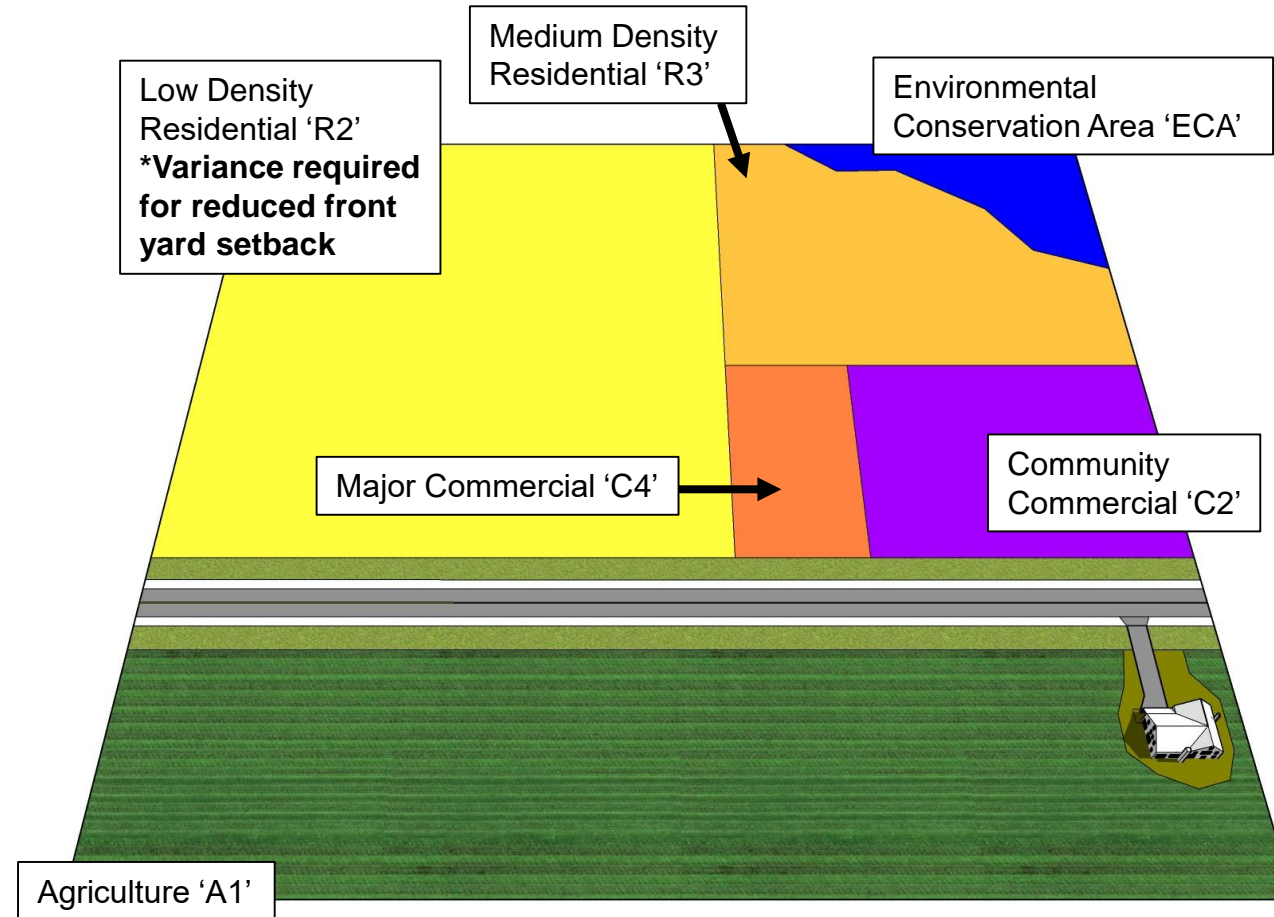 Medium Density
Residential ‘R3’
Low Density
Residential ‘R2’
*Variance required
for reduced front
yard setback
Environmental
Conservation Area ‘ECA’
Major Commercial ‘C4’
Community
Commercial ‘C2’
Agriculture ‘A1’